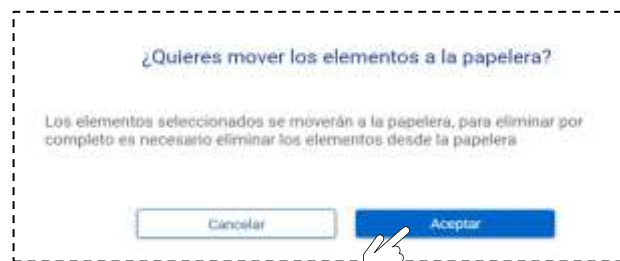 ¿Quieres mover los elementos a la papelera?
Los elementos seleccionados se moverán a la papelera, para eliminar por
completo es necesario eliminar los elementos desde la papelera
Cancelar
Aceptar